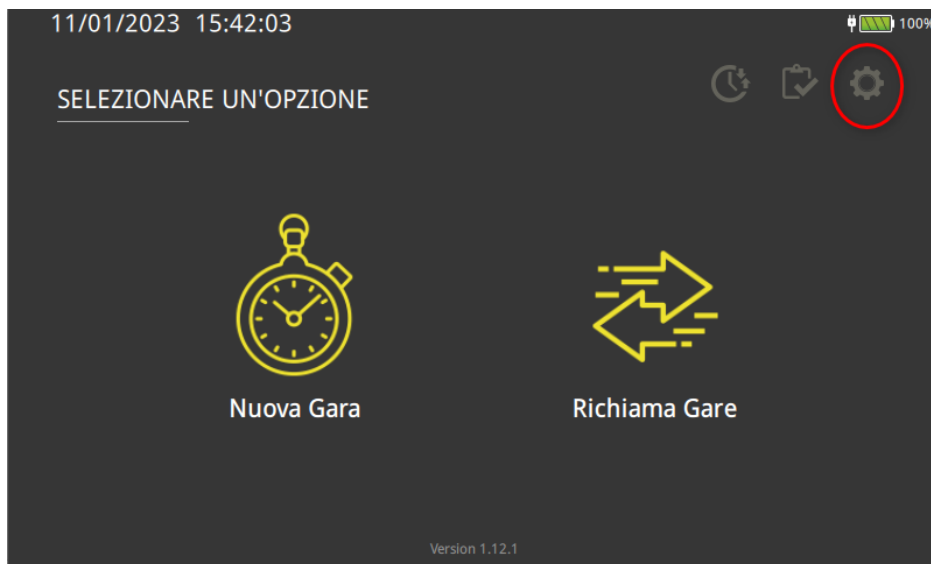 11/01/2023 15:42:03
100%
SELEZIONARE UN'OPZIONE
Nuova Gara
Richiama Gare
Version 1.12.1